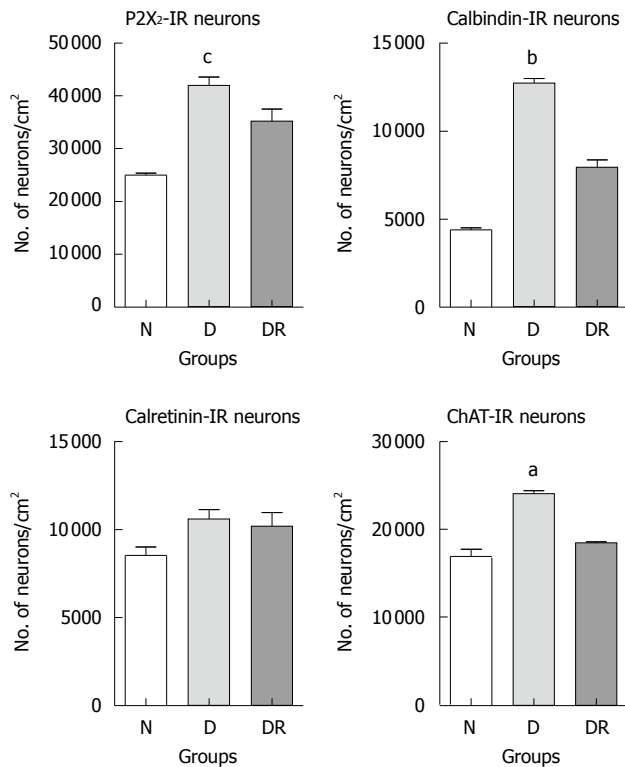 P2X₂-IR neurons
50 000
40 000
30 000
20 000
10 000
0
No. of neurons/cm²
c
N D DR
Groups
Calbindin-IR neurons
15 000
10 000
5000
0
No. of neurons/cm²
b
N D DR
Groups
Calretinin-IR neurons
15 000
10 000
5000
0
No. of neurons/cm²
N D DR
Groups
ChAT-IR neurons
30 000
20 000
10 000
0
No. of neurons/cm²
a
N D DR
Groups